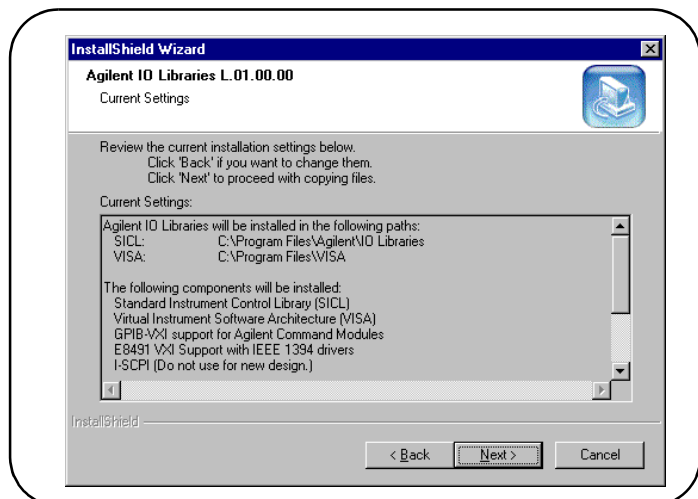 InstallShield Wizard
Agilent IO Libraries L.01.00.00
Current Settings
Review the current installation settings below.
Click 'Back' if you want to change them.
Click 'Next' to proceed with copying files.
Current Settings:
Agilent IO Libraries will be installed in the following paths:
SICL: C:\Program Files\Agilent\IO Libraries
VISA: C:\Program Files\VISA
The following components will be installed:
Standard Instrument Control Library (SICL)
Virtual Instrument Software Architecture (VISA)
GPIB-VXI support for Agilent Command Modules
E8491 VXI Support with IEEE 1394 drivers
I-SCPI (Do not use for new design.)
InstallShield
< Back
Next >
Cancel